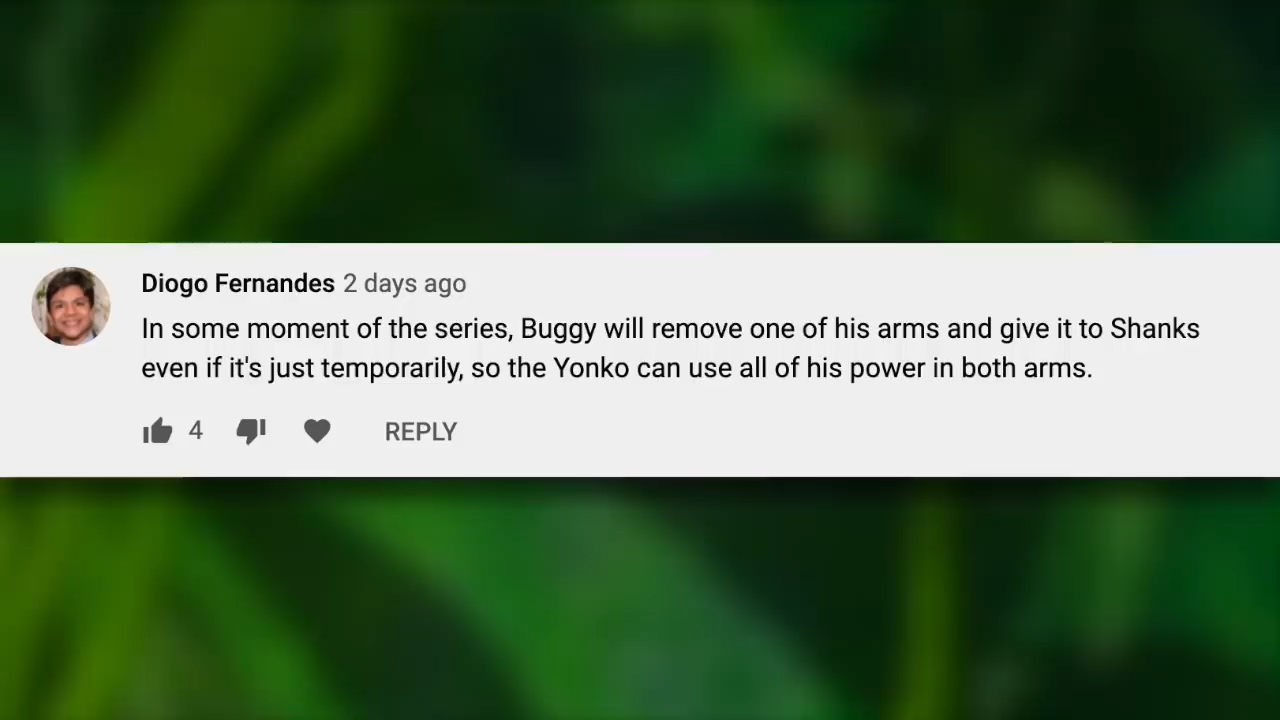 Diogo Fernandes 2 days ago
In some moment of the series, Buggy will remove one of his arms and give it to Shanks
even if it's just temporarily, so the Yonko can use all of his power in both arms.
4 REPLY